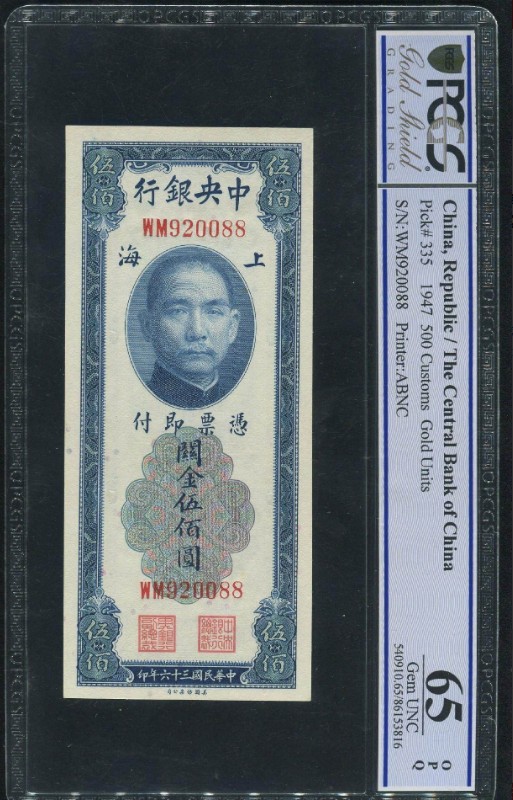 PCGS
Gold Shield
GRADING
China, Republic / The Central Bank of China
Pick# 335 1947 500 Customs Gold Units
S/N:WM920088 Printer:ABNC
65 OPQ
Gem UNC
540910.65/86153816
伍佰
伍佰
中央銀行
WM920088
上海
憑票即付
關金伍佰圓
WM920088
伍佰
伍佰
中華民國三十六年印